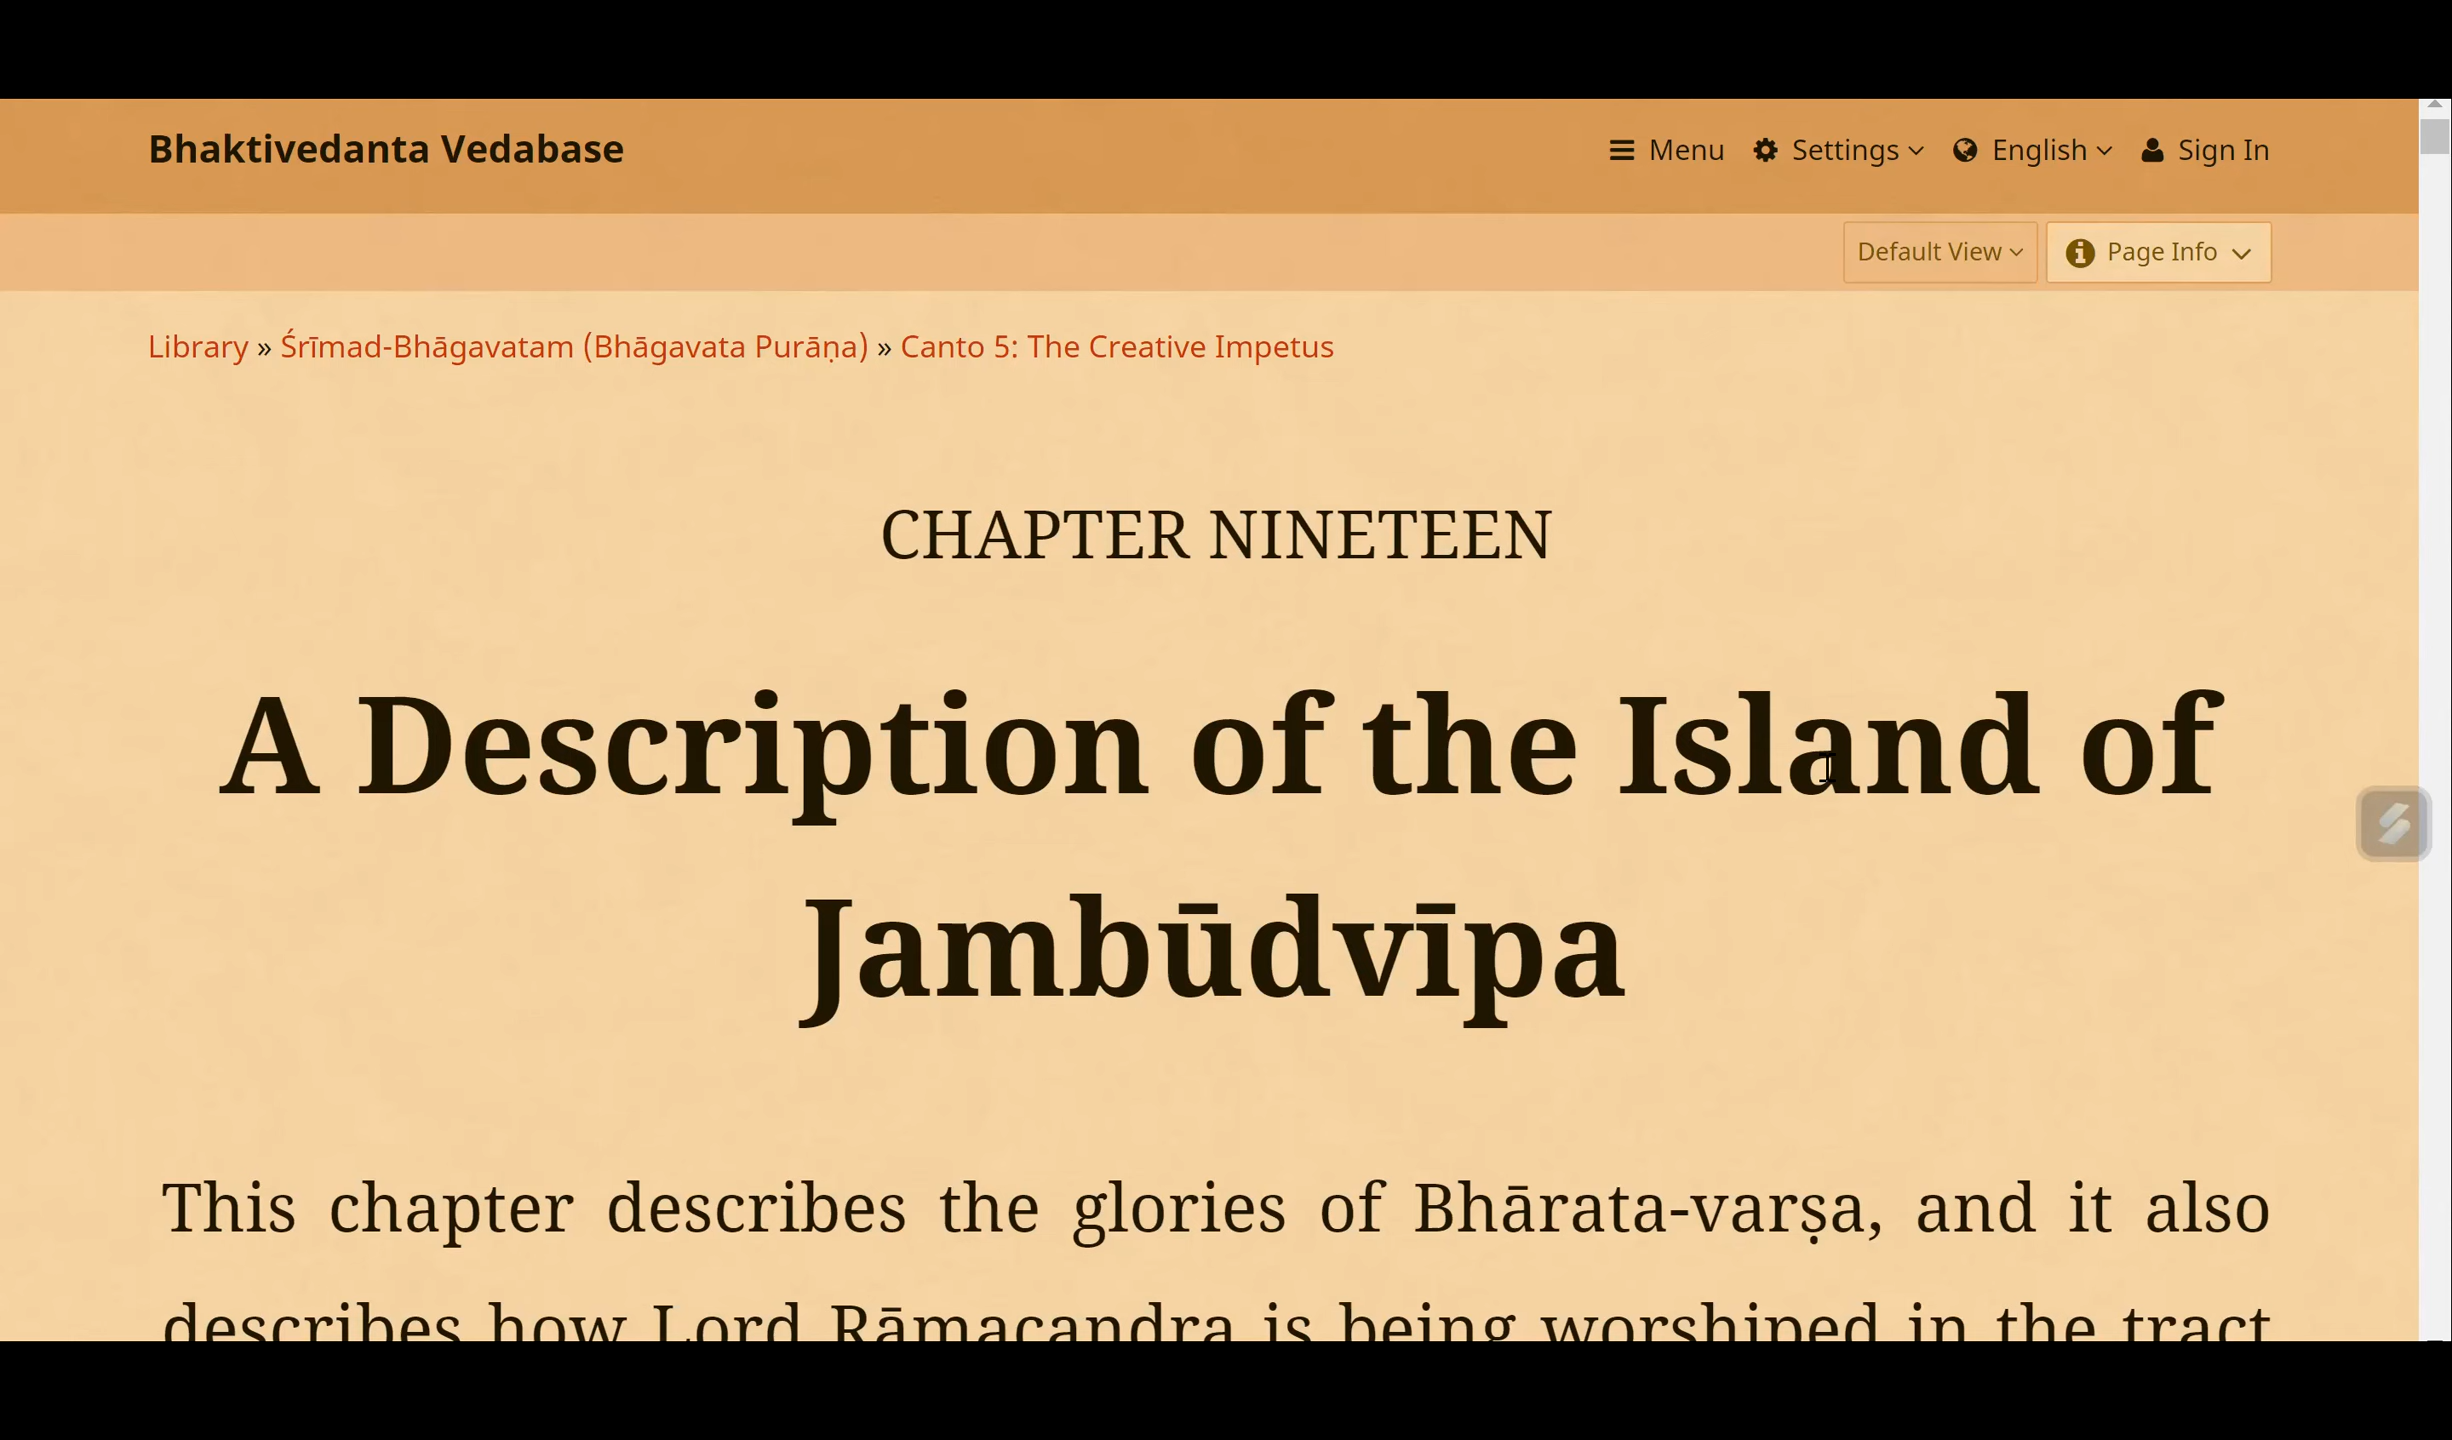 Bhaktivedanta Vedabase
Menu Settings English Sign In
Default View Page Info
Library » Śrīmad-Bhāgavatam (Bhāgavata Purāṇa) » Canto 5: The Creative Impetus
CHAPTER NINETEEN
A Description of the Island of
Jambūdvīpa
This chapter describes the glories of Bhārata-varṣa, and it also
describes how Lord Rāmacandra is being worshiped in the tract